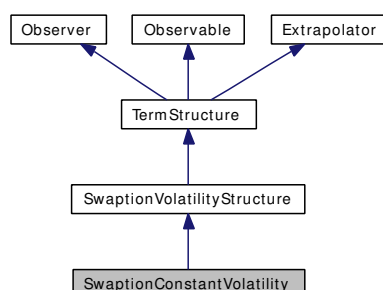 Observer
Observable
Extrapolator
TermStructure
SwaptionVolatilityStructure
SwaptionConstantVolatility